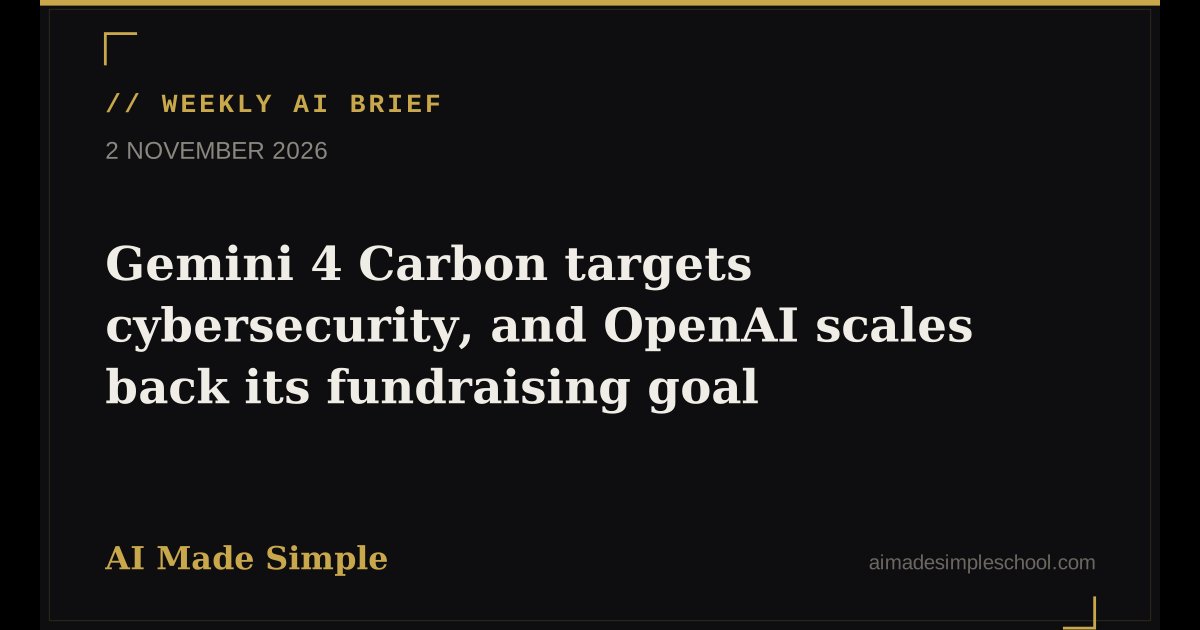 // WEEKLY AI BRIEF
2 NOVEMBER 2026
Gemini 4 Carbon targets
cybersecurity, and OpenAI scales
back its fundraising goal
AI Made Simple
aimadesimpleschool.com